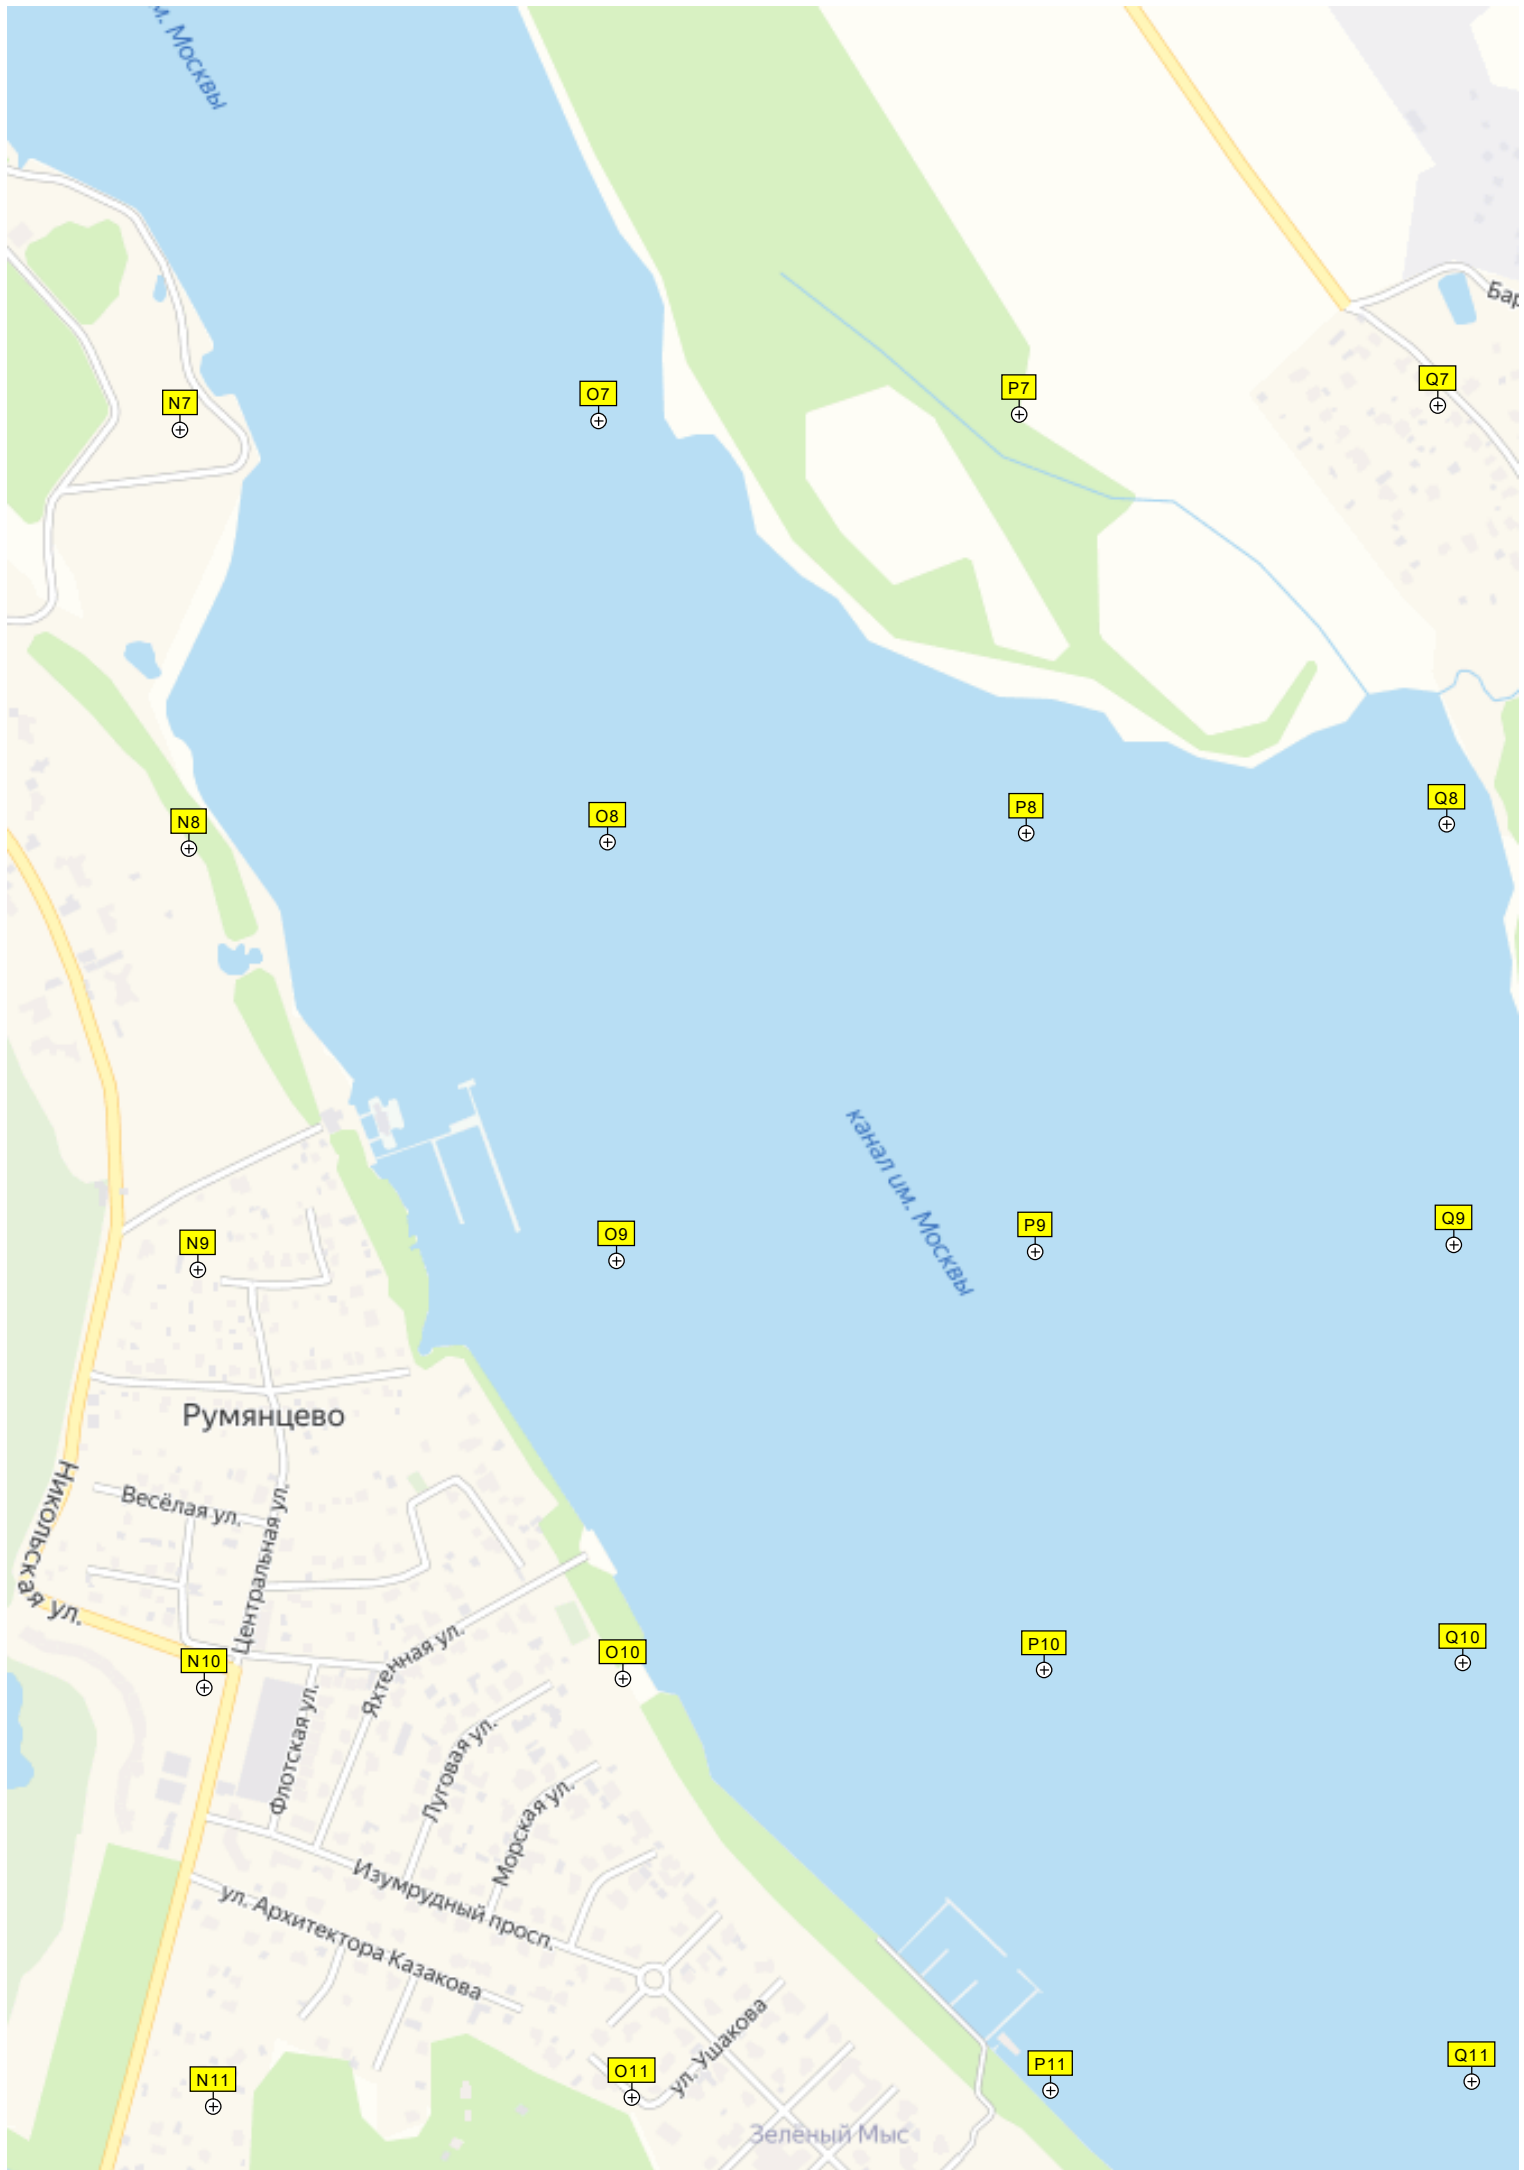 м. Москвы
Бар
N7
O7
P7
Q7
N8
O8
P8
Q8
канал им. Москвы
N9
O9
P9
Q9
Румянцево
Никольская ул.
Весёлая ул.
Центральная ул.
N10
Яхтенная ул.
O10
P10
Q10
Флотская ул.
Луговая ул.
Морская ул.
Изумрудный просп.
ул. Архитектора Казакова
ул. Ушакова
N11
O11
P11
Q11
Зелёный Мыс